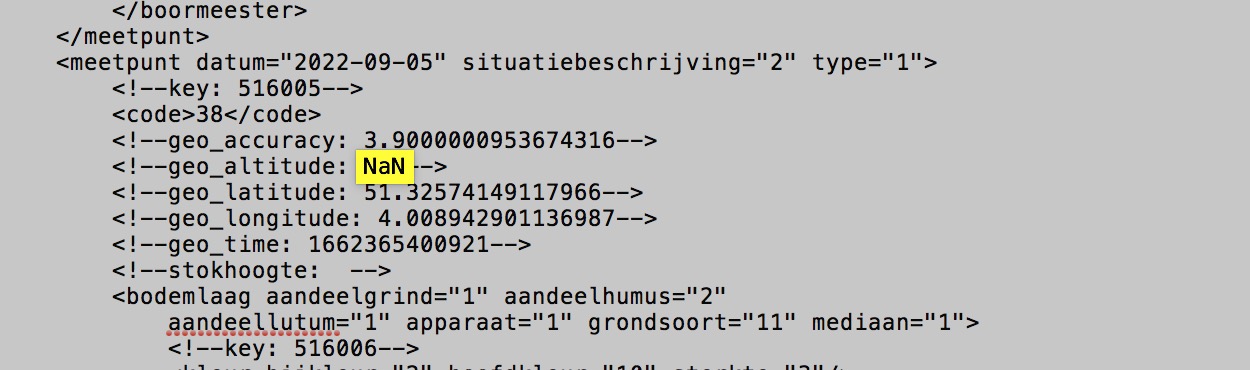 </boormeester>
</meetpunt>
<meetpunt datum="2022-09-05" situatiebeschrijving="2" type="1">
<!--key: 516005-->
<code>38</code>
<!--geo_accuracy: 3.9000000953674316-->
<!--geo_altitude: NaN-->
<!--geo_latitude: 51.32574149117966-->
<!--geo_longitude: 4.008942901136987-->
<!--geo_time: 1662365400921-->
<!--stokhoogte:  -->
<bodemlaag aandeelgrind="1" aandeelhumus="2"
aandeellutum="1" apparaat="1" grondsoort="11" mediaan="1">
<!--key: 516006-->